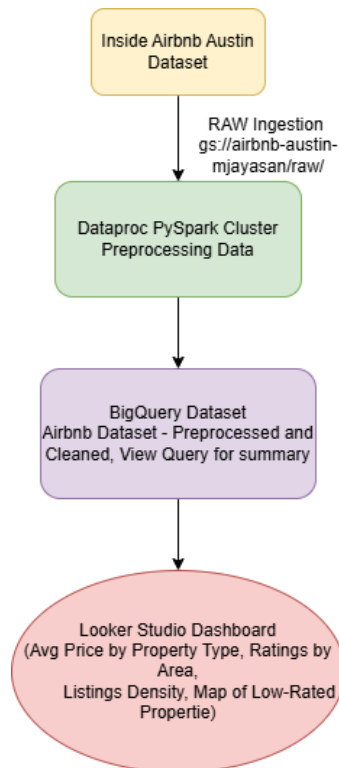 Inside Airbnb Austin
Dataset
RAW Ingestion
gs://airbnb-austin-
mjayasan/raw/
Dataproc PySpark Cluster
Preprocessing Data
BigQuery Dataset
Airbnb Dataset - Preprocessed and
Cleaned, View Query for summary
Looker Studio Dashboard
(Avg Price by Property Type, Ratings by
Area,
Listings Density, Map of Low-Rated
Propertie)